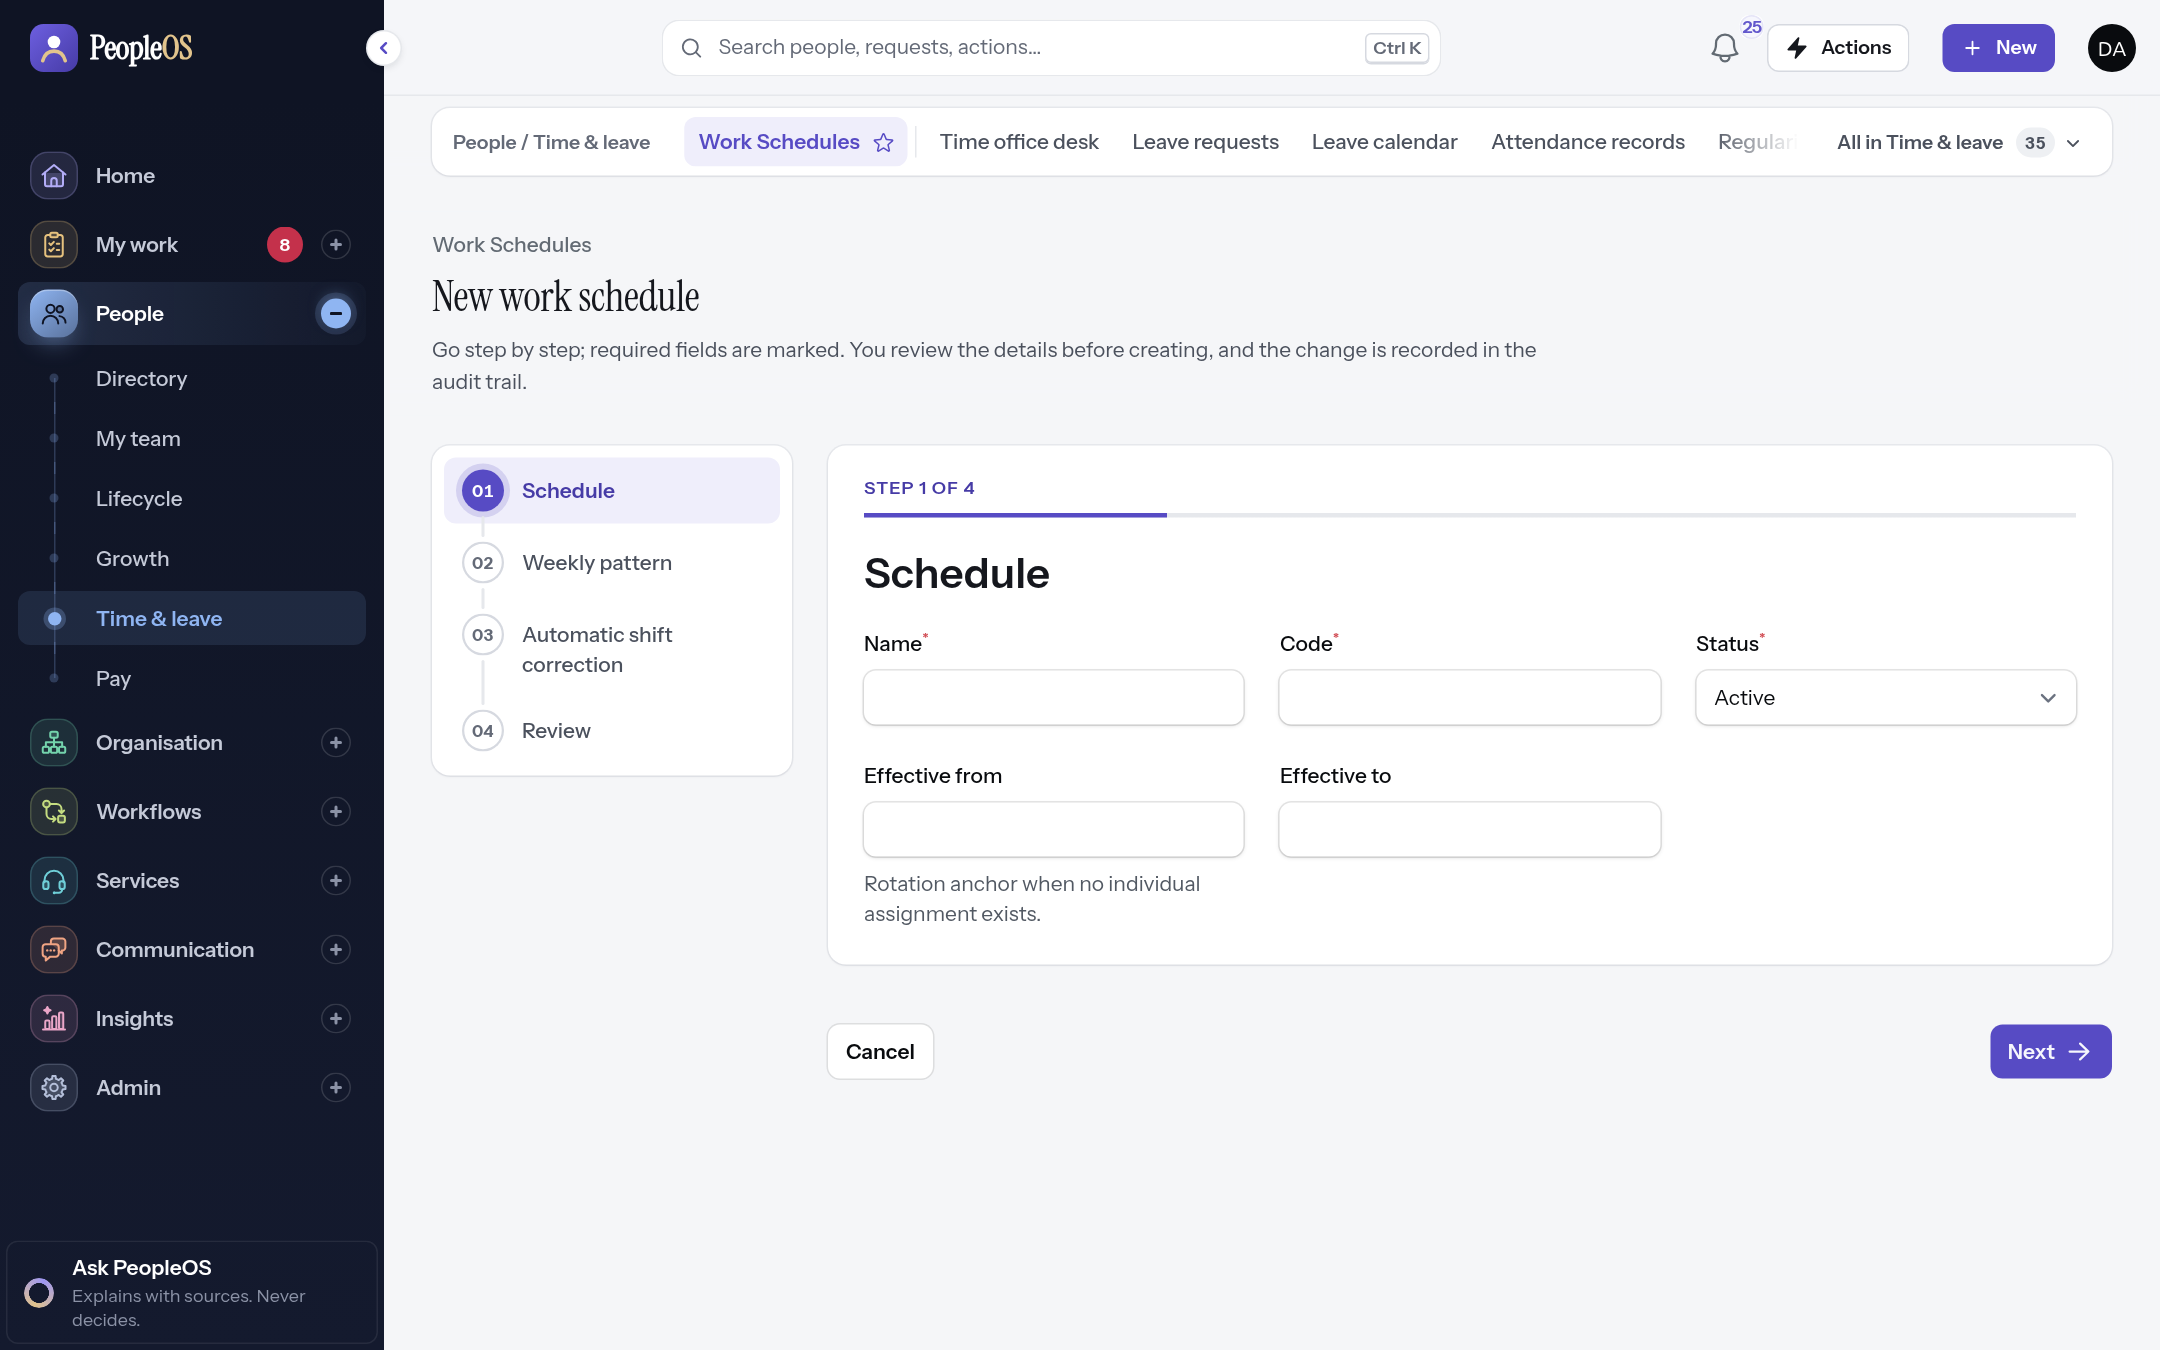 PeopleOS
Search people, requests, actions...
Ctrl K
25
Actions
New
DA
Home
My work
8
People
Directory
My team
Lifecycle
Growth
Time & leave
Pay
Organisation
Workflows
Services
Communication
Insights
Admin
Ask PeopleOS
Explains with sources. Never
decides.
People / Time & leave
Work Schedules
Time office desk
Leave requests
Leave calendar
Attendance records
All in Time & leave
35
Work Schedules
New work schedule
Go step by step; required fields are marked. You review the details before creating, and the change is recorded in the
audit trail.
01 Schedule
02 Weekly pattern
03 Automatic shift
correction
04 Review
STEP 1 OF 4
Schedule
Name*
Code*
Status*
Active
Effective from
Effective to
Rotation anchor when no individual
assignment exists.
Cancel
Next